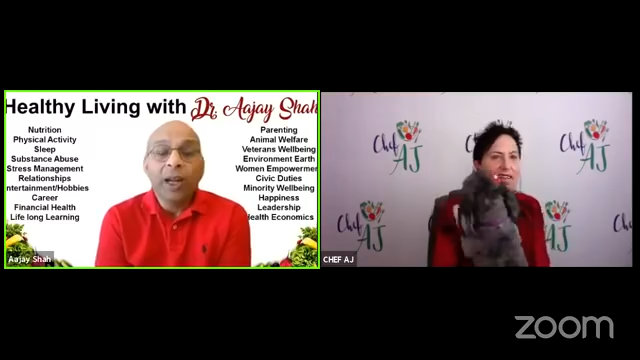 Healthy Living with Dr. Aajay Shah
Nutrition
Physical Activity
Sleep
Substance Abuse
Stress Management
Relationships
ntertainment/Hobbies
Career
Financial Health
Life long Learning
Parenting
Animal Welfare
Veterans Wellbeing
Environment Earth
Women Empowermen
Civic Duties
Minority Wellbeing
Happiness
Leadership
Health Economics
Aajay Shah
Chef AJ
Chef AJ
Chef AJ
Chef
AJ
CHEF AJ
zoom